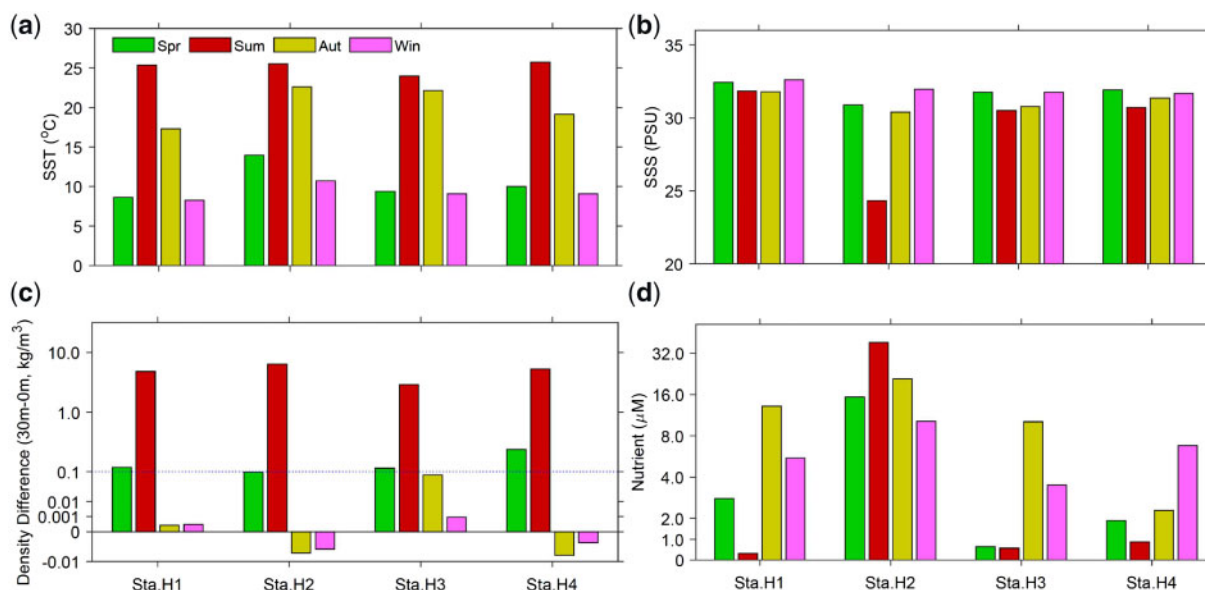 (a)
30
25
20
15
10
5
0
SST (°C)
Spr Sum Aut Win
(b)
35
30
25
20
SSS (PSU)
(c)
10.0
1.0
0.1
0.01
0.001
0
-0.01
Density Difference (30m-0m, kg/m³)
Sta.H1 Sta.H2 Sta.H3 Sta.H4
(d)
32.0
16.0
8.0
4.0
2.0
1.0
0
Nutrient (μM)
Sta.H1 Sta.H2 Sta.H3 Sta.H4